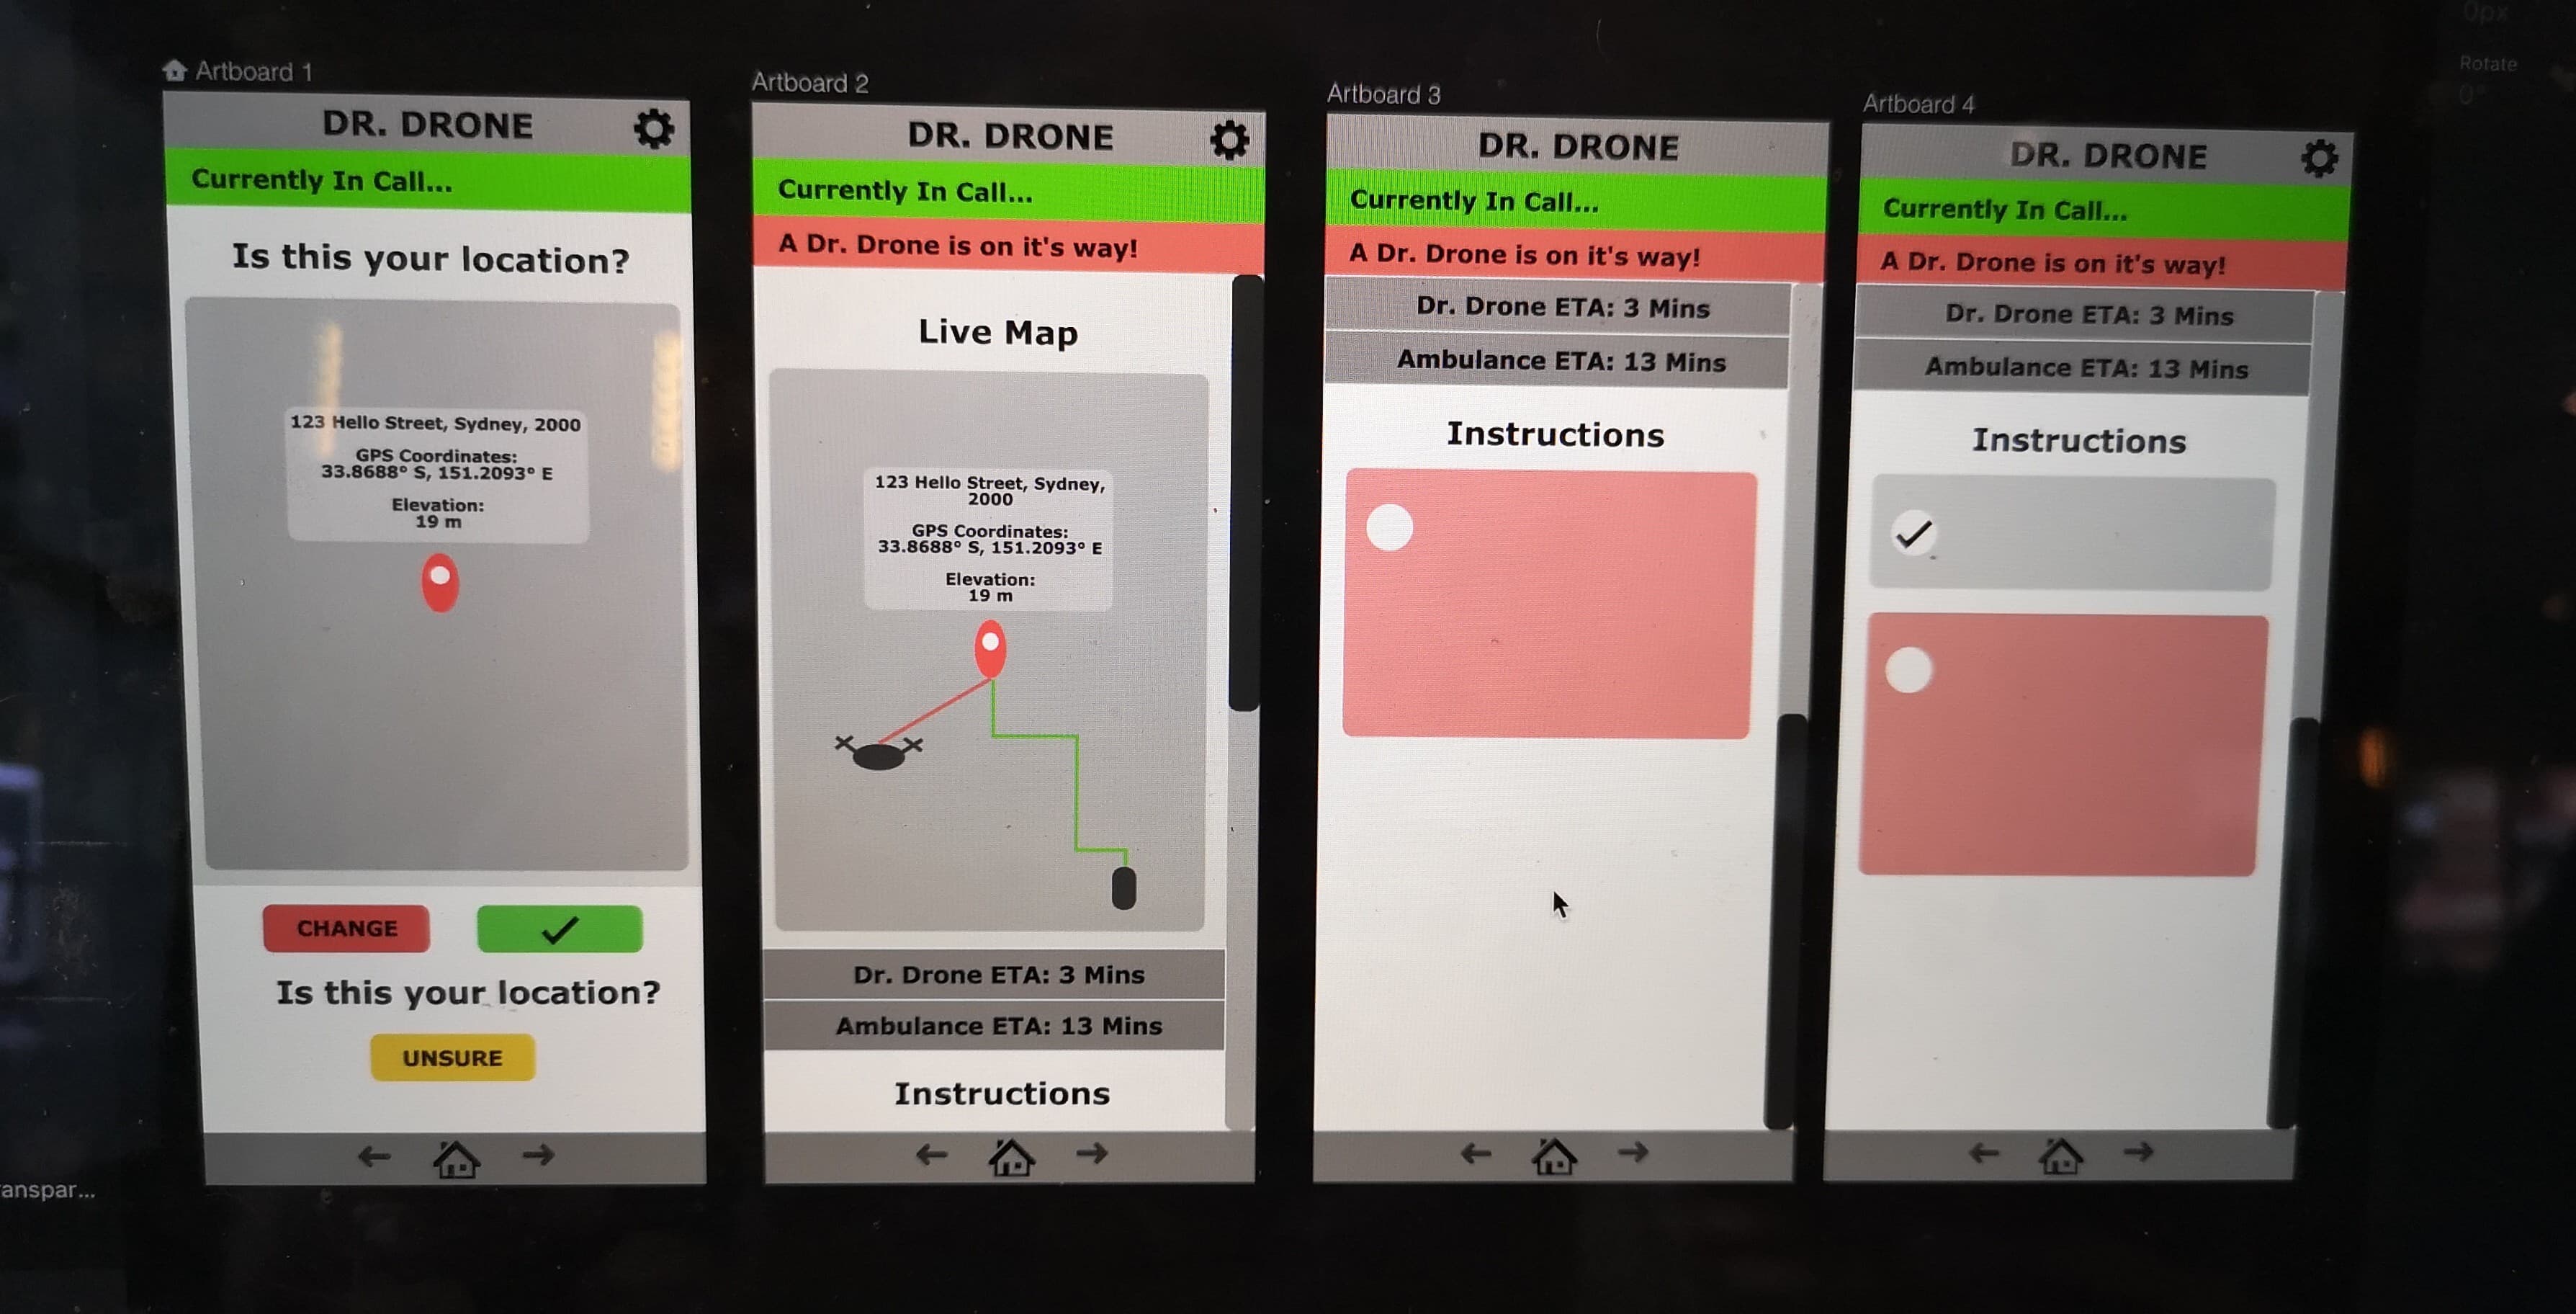 Artboard 1
DR. DRONE
Currently In Call...
Is this your location?
123 Hello Street, Sydney, 2000
GPS Coordinates:
33.8688° S, 151.2093° E
Elevation:
19 m
CHANGE
Is this your location?
UNSURE
Artboard 2
DR. DRONE
Currently In Call...
A Dr. Drone is on it's way!
Live Map
123 Hello Street, Sydney,
2000
GPS Coordinates:
33.8688° S, 151.2093° E
Elevation:
19 m
Dr. Drone ETA: 3 Mins
Ambulance ETA: 13 Mins
Instructions
Artboard 3
DR. DRONE
Currently In Call...
A Dr. Drone is on it's way!
Dr. Drone ETA: 3 Mins
Ambulance ETA: 13 Mins
Instructions
Artboard 4
DR. DRONE
Currently In Call...
A Dr. Drone is on it's way!
Dr. Drone ETA: 3 Mins
Ambulance ETA: 13 Mins
Instructions
0px
Rotate
0°
anspar...